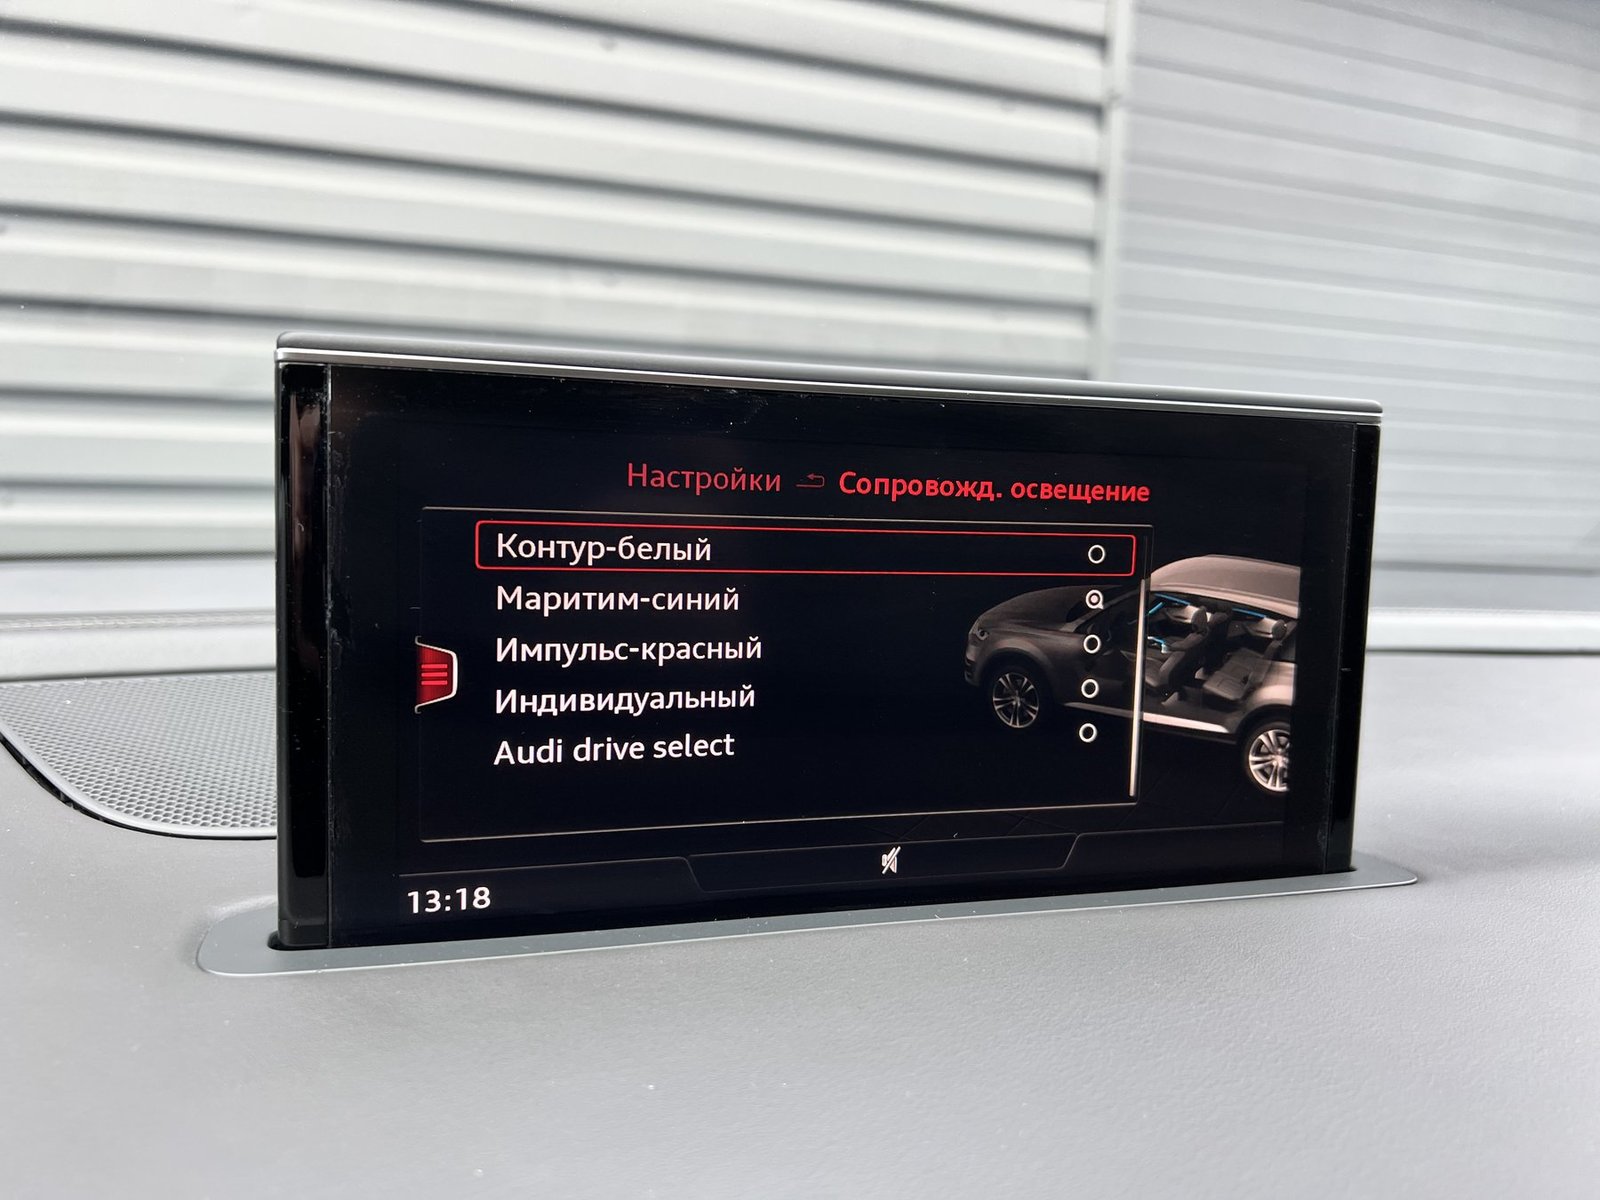 Настройки Сопровожд. освещение
Контур-белый
Маритим-синий
Импульс-красный
Индивидуальный
Audi drive select
13:18